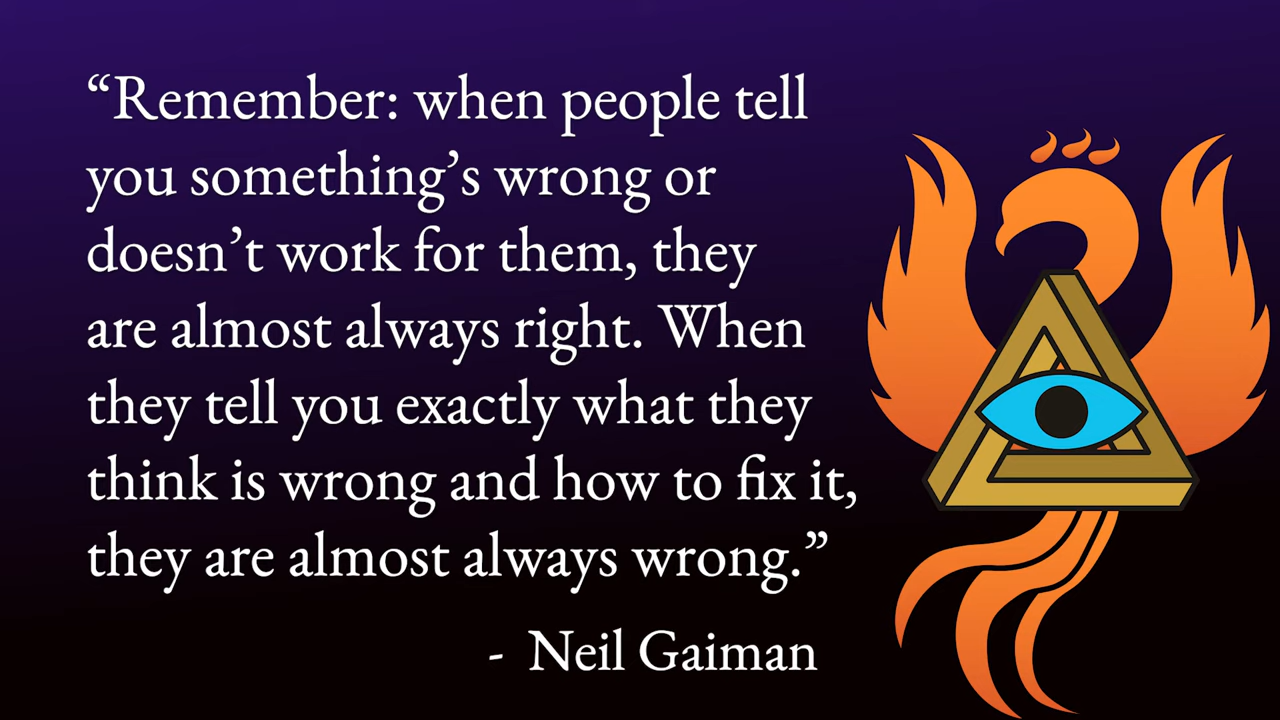 “Remember: when people tell
you something’s wrong or
doesn’t work for them, they
are almost always right. When
they tell you exactly what they
think is wrong and how to fix it,
they are almost always wrong.”
- Neil Gaiman